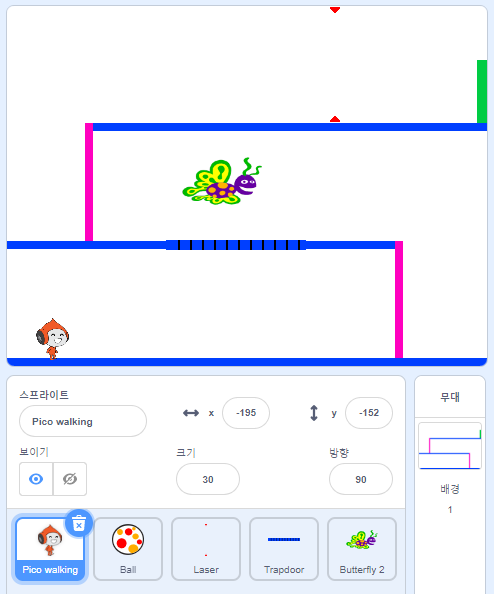 스프라이트
무대
Pico walking
x
-195
y
-152
보이기
크기
방향
30
90
배경
1
Pico walking
Ball
Laser
Trapdoor
Butterfly 2